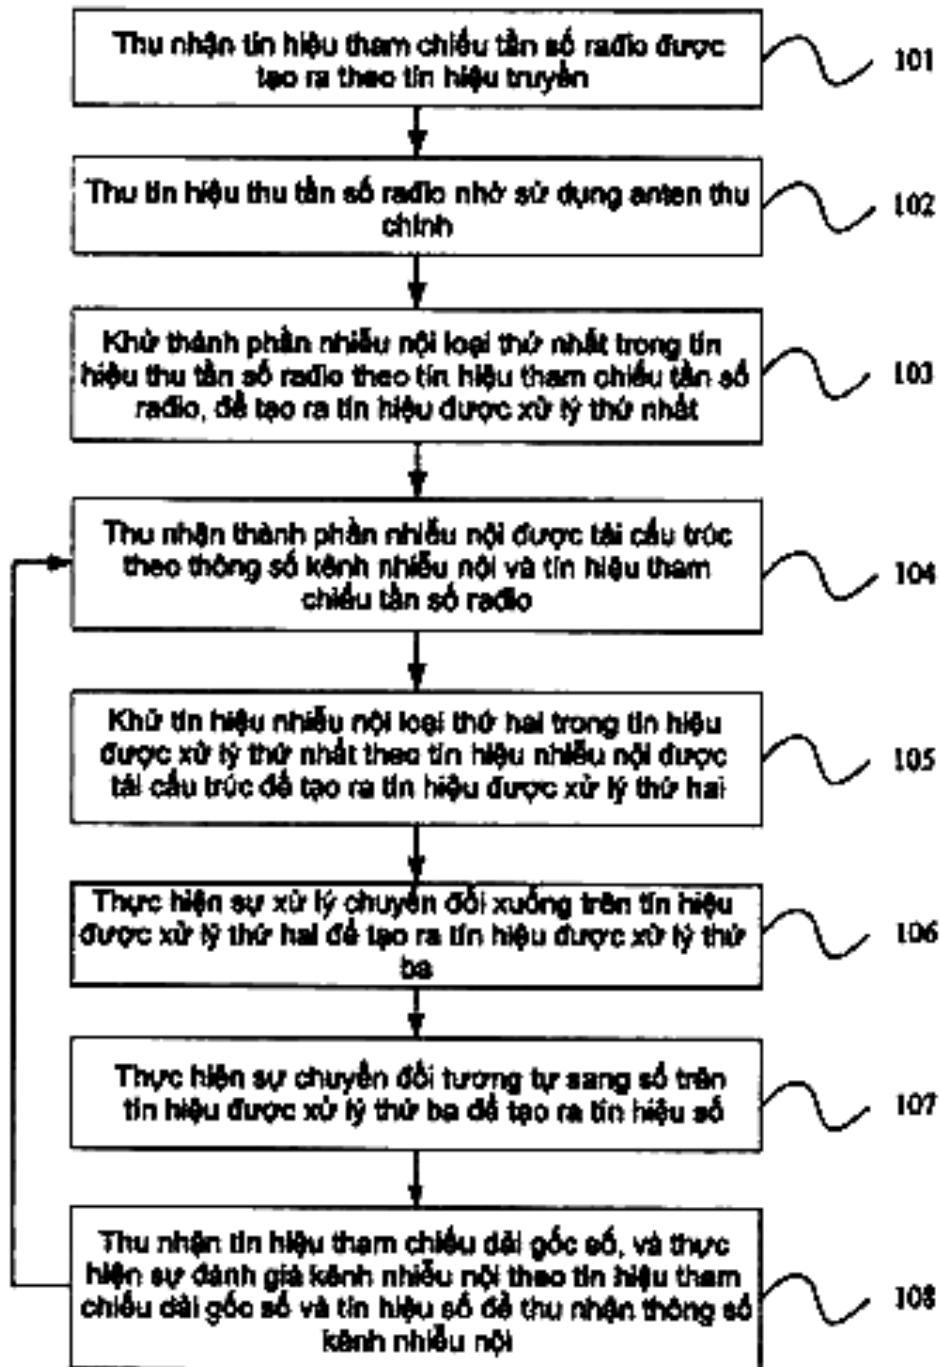 Thu nhận tín hiệu tham chiếu tần số rađio được
tạo ra theo tín hiệu truyền
101
Thu tín hiệu thu tần số rađio nhờ sử dụng anten thu
chính
102
Khử thành phần nhiễu nội loại thứ nhất trong tín
hiệu thu tần số rađio theo tín hiệu tham chiếu tần số
rađio, để tạo ra tín hiệu được xử lý thứ nhất
103
Thu nhận thành phần nhiễu nội được tái cấu trúc
theo thông số kênh nhiễu nội và tín hiệu tham
chiếu tần số rađio
104
Khử tín hiệu nhiễu nội loại thứ hai trong tín hiệu
được xử lý thứ nhất theo tín hiệu nhiễu nội được
tái cấu trúc để tạo ra tín hiệu được xử lý thứ hai
105
Thực hiện sự xử lý chuyển đổi xuống trên tín hiệu
được xử lý thứ hai để tạo ra tín hiệu được xử lý thứ
ba
106
Thực hiện sự chuyển đổi tương tự sang số trên
tín hiệu được xử lý thứ ba để tạo ra tín hiệu số
107
Thu nhận tín hiệu tham chiếu dải gốc số, và thực
hiện sự đánh giá kênh nhiễu nội theo tín hiệu tham
chiếu dải gốc số và tín hiệu số để thu nhận thông số
kênh nhiễu nội
108